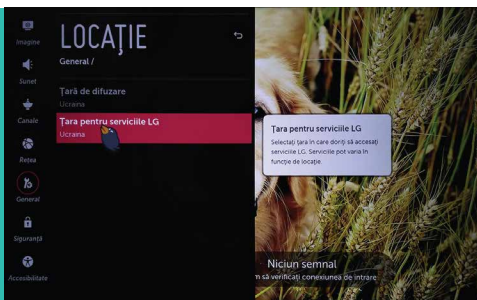 imagine
Sunet
Canale
Rețea
General
Siguranță
Accesibilitate
LOCAȚIE
General /
Țară de difuzare
Ucraina
Țara pentru serviciile LG
Ucraina
Țara pentru serviciile LG
Selectați țara în care doriți să accesați
serviciile LG. Serviciile pot varia în
funcție de locație.
Niciun semnal
m să verificați conexiunea de intrare